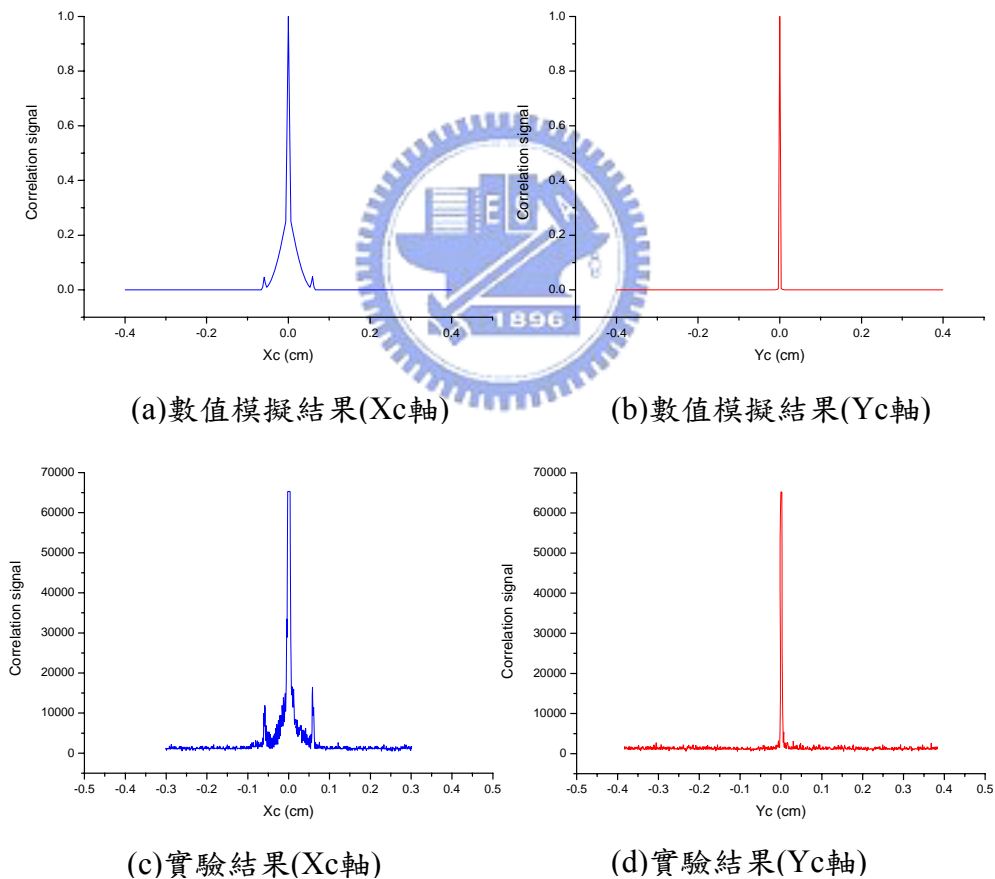 1.0
0.8
0.6
0.4
0.2
0.0
Correlation signal
-0.4 -0.2 0.0 0.2 0.4
Xc (cm)
(a)數值模擬結果(Xc軸)
1.0
0.8
0.6
0.4
0.2
0.0
Correlation signal
-0.4 -0.2 0.0 0.2 0.4
Yc (cm)
(b)數值模擬結果(Yc軸)
E
A
1896
70000
60000
50000
40000
30000
20000
10000
0
Correlation signal
-0.5 -0.4 -0.3 -0.2 -0.1 0.0 0.1 0.2 0.3 0.4 0.5
Xc (cm)
(c)實驗結果(Xc軸)
70000
60000
50000
40000
30000
20000
10000
0
Correlation signal
-0.5 -0.4 -0.3 -0.2 -0.1 0.0 0.1 0.2 0.3 0.4 0.5
Yc (cm)
(d)實驗結果(Yc軸)